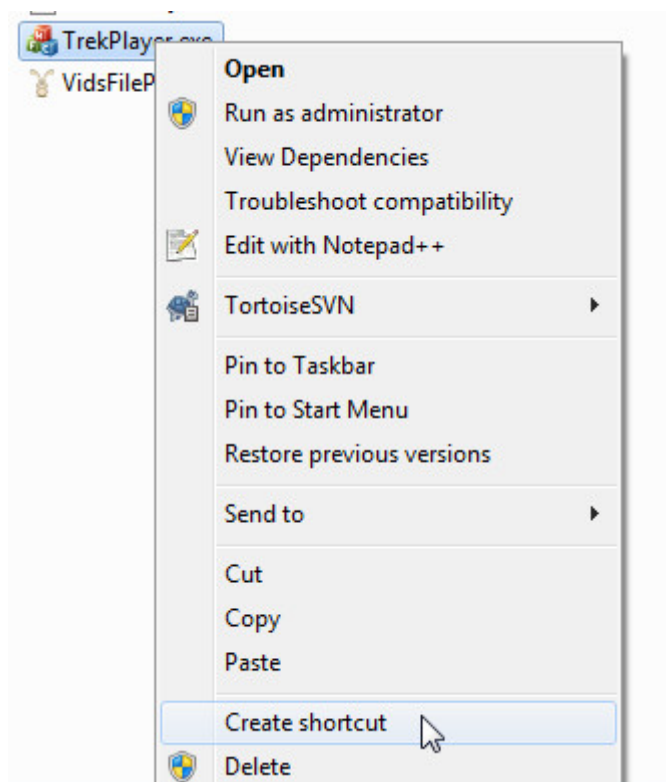 TrekPlayer.exe
VidsFileP
Open
Run as administrator
View Dependencies
Troubleshoot compatibility
Edit with Notepad++
TortoiseSVN
Pin to Taskbar
Pin to Start Menu
Restore previous versions
Send to
Cut
Copy
Paste
Create shortcut
Delete